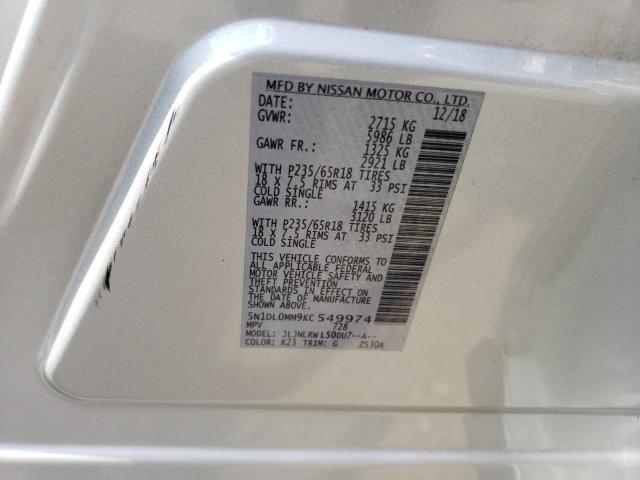 MFD BY NISSAN MOTOR CO., LTD.
DATE: 12/18
GVWR: 2715 KG
5986 LB
GAWR FR.: 1325 KG
2921 LB
WITH P235/65R18 TIRES
18 X 7.5 RIMS AT 33 PSI
COLD SINGLE
GAWR RR.: 1415 KG
3120 LB
WITH P235/65R18 TIRES
18 X 7.5 RIMS AT 33 PSI
COLD SINGLE
THIS VEHICLE CONFORMS TO
ALL APPLICABLE FEDERAL
MOTOR VEHICLE SAFETY AND
THEFT PREVENTION
STANDARDS IN EFFECT ON
THE DATE OF MANUFACTURE
SHOWN ABOVE.
5N1DL0MM9KC549974
MPV 728
MODEL: JLJNLRWL50DU7--A--
COLOR: K23 TRIM: G 2530A